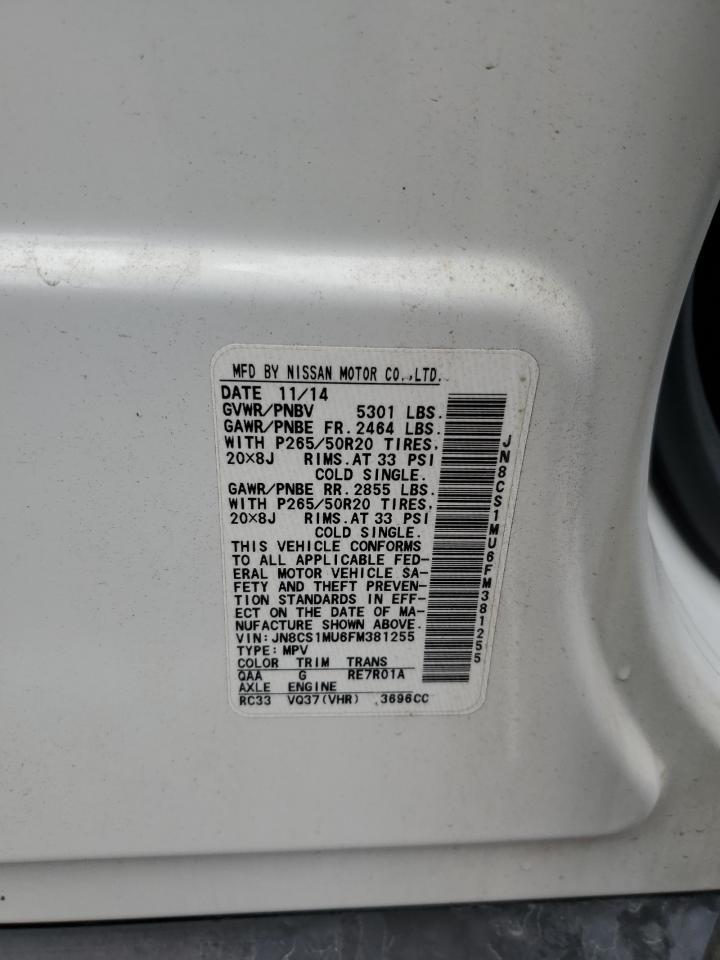 MFD BY NISSAN MOTOR CO.,LTD.
DATE 11/14
GVWR/PNBV 5301 LBS.
GAWR/PNBE FR. 2464 LBS.
WITH P265/50R20 TIRES,
20×8J RIMS.AT 33 PSI
COLD SINGLE.
GAWR/PNBE RR. 2855 LBS.
WITH P265/50R20 TIRES,
20×8J RIMS.AT 33 PSI
COLD SINGLE.
THIS VEHICLE CONFORMS
TO ALL APPLICABLE FED-
ERAL MOTOR VEHICLE SA-
FETY AND THEFT PREVEN-
TION STANDARDS IN EFF-
ECT ON THE DATE OF MA-
NUFACTURE SHOWN ABOVE.
VIN:JN8CS1MU6FM381255
TYPE:MPV
COLOR TRIM TRANS
QAA G RE7R01A
AXLE ENGINE
RC33 VQ37(VHR) 3696CC
JN8CS1MU6FM381255